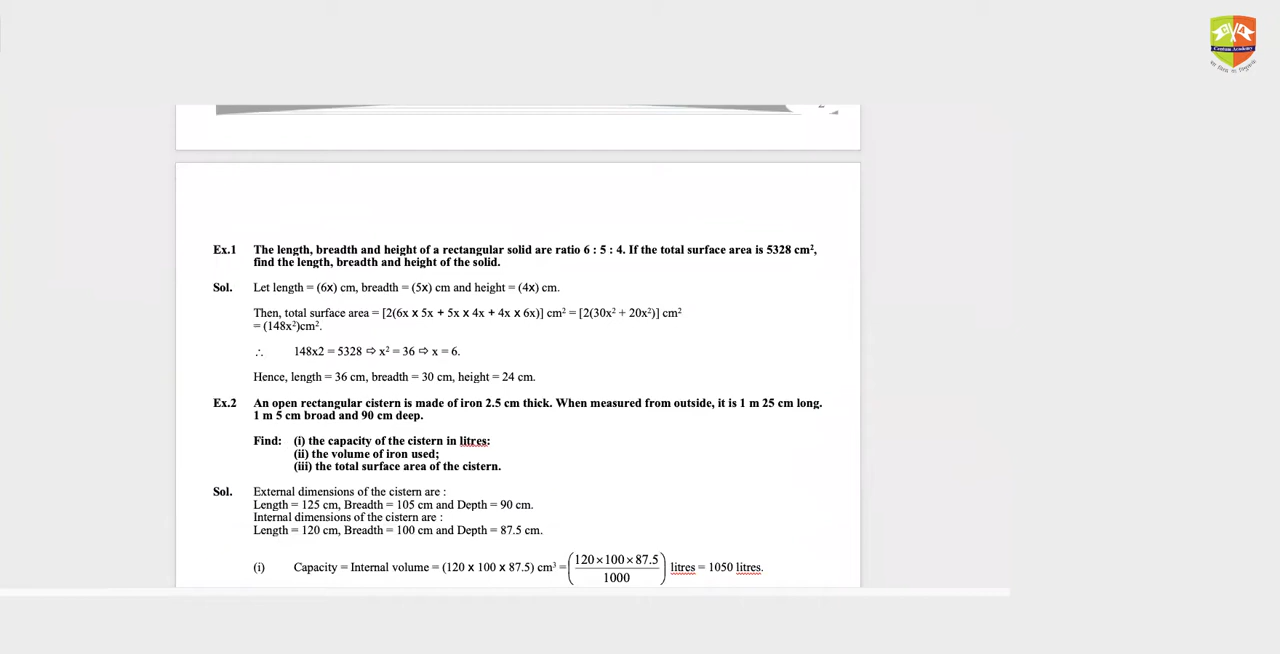 Centum Academy
Ex.1 The length, breadth and height of a rectangular solid are ratio 6 : 5 : 4. If the total surface area is 5328 cm²,
find the length, breadth and height of the solid.
Sol. Let length = (6x) cm, breadth = (5x) cm and height = (4x) cm.
Then, total surface area = [2(6x x 5x + 5x x 4x + 4x x 6x)] cm² = [2(30x² + 20x²)] cm²
= (148x²)cm².
∴ 148x2 = 5328 ⇨ x² = 36 ⇨ x = 6.
Hence, length = 36 cm, breadth = 30 cm, height = 24 cm.
Ex.2 An open rectangular cistern is made of iron 2.5 cm thick. When measured from outside, it is 1 m 25 cm long.
1 m 5 cm broad and 90 cm deep.
Find: (i) the capacity of the cistern in litres:
(ii) the volume of iron used;
(iii) the total surface area of the cistern.
Sol. External dimensions of the cistern are :
Length = 125 cm, Breadth = 105 cm and Depth = 90 cm.
Internal dimensions of the cistern are :
Length = 120 cm, Breadth = 100 cm and Depth = 87.5 cm.
(i) Capacity = Internal volume = (120 x 100 x 87.5) cm³ = (120×100×87.5 / 1000) litres = 1050 litres.